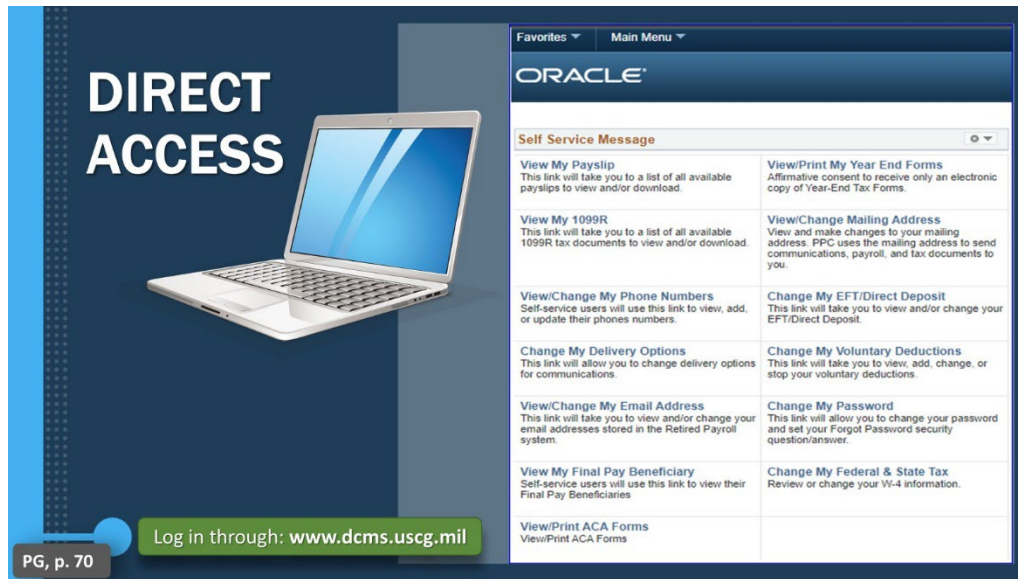 DIRECT
ACCESS
Log in through: www.dcms.uscg.mil
PG, p. 70
Favorites Main Menu
ORACLE
Self Service Message
View My Payslip
This link will take you to a list of all available
payslips to view and/or download.
View/Print My Year End Forms
Affirmative consent to receive only an electronic
copy of Year-End Tax Forms.
View My 1099R
This link will take you to a list of all available
1099R tax documents to view and/or download.
View/Change Mailing Address
View and make changes to your mailing
address. PPC uses the mailing address to send
communications, payroll, and tax documents to
you.
View/Change My Phone Numbers
Self-service users will use this link to view, add,
or update their phones numbers.
Change My EFT/Direct Deposit
This link will take you to view and/or change your
EFT/Direct Deposit.
Change My Delivery Options
This link will allow you to change delivery options
for communications.
Change My Voluntary Deductions
This link will take you to view, add, change, or
stop your voluntary deductions.
View/Change My Email Address
This link will take you to view and/or change your
email addresses stored in the Retired Payroll
system.
Change My Password
This link will allow you to change your password
and set your Forgot Password security
question/answer.
View My Final Pay Beneficiary
Self-service users will use this link to view their
Final Pay Beneficiaries
Change My Federal & State Tax
Review or change your W-4 information.
View/Print ACA Forms
View/Print ACA Forms